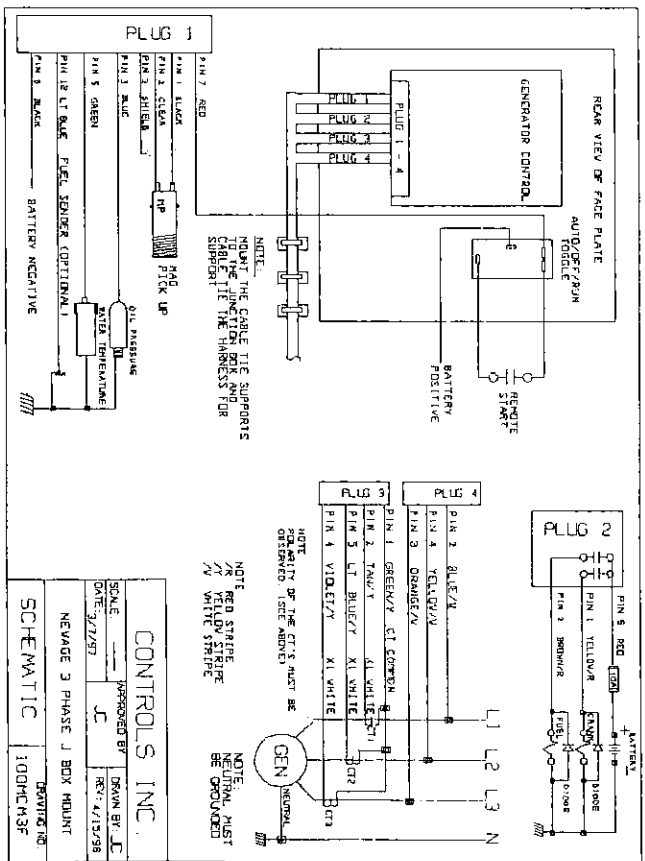 REAR VIEW OF FACE PLATE
GENERATOR CONTROL
PLUG 1 - 4
PLUG 1
PLUG 2
PLUG 3
PLUG 4
AUTO/OFF/RUN
TOGGLE
REMOTE
START
BATTERY
POSITIVE
NOTE:
MOUNT THE CABLE TIE SUPPORTS
TO THE JUNCTION BOX AND
CABLE TIE THE HARNESS FOR
SUPPORT
PLUG 1
PIN 7 RED
PIN 1 BLACK
PIN 2 CLEAR
PIN 3 SHIELD
PIN 3 BLUE
PIN 5 GREEN
PIN 12 LT BLUE FUEL SENDER (OPTIONAL)
BLACK
MP
MAG
PICK UP
OIL PRESSURE
WATER TEMPERATURE
BATTERY NEGATIVE
PLUG 2
RED
10A
+
BATTERY
-
PIN 1 YELLOW/R
CRANK
DIODE
PIN 2 BROWN/R
FUEL
DIODE
PLUG 4
PIN 2 BLUE/W
PIN 4 YELLOW/W
PIN 3 ORANGE/W
PLUG 3
PIN 1 GREEN/Y CT COMMON
PIN 2 TAN/Y X1 WHITE
PIN 5 LT BLUE/Y X1 WHITE
PIN 4 VIOLET/Y X1 WHITE
CT1
CT2
CT3
L1
L2
L3
N
GEN
NEUTRAL
NOTE
POLARITY OF THE CT'S MUST BE
OBSERVED. (SEE ABOVE)
NOTE
/R RED STRIPE
/Y YELLOW STRIPE
/W WHITE STRIPE
NOTE:
NEUTRAL MUST
BE GROUNDED
CONTROLS INC.
SCALE:
APPROVED BY
DRAWN BY: JC
DATE: 3/7/97
JC
REV: 4/15/98
NEWAGE 3 PHASE J BOX MOUNT
SCHEMATIC
DRAWING NO.
100MCM3F